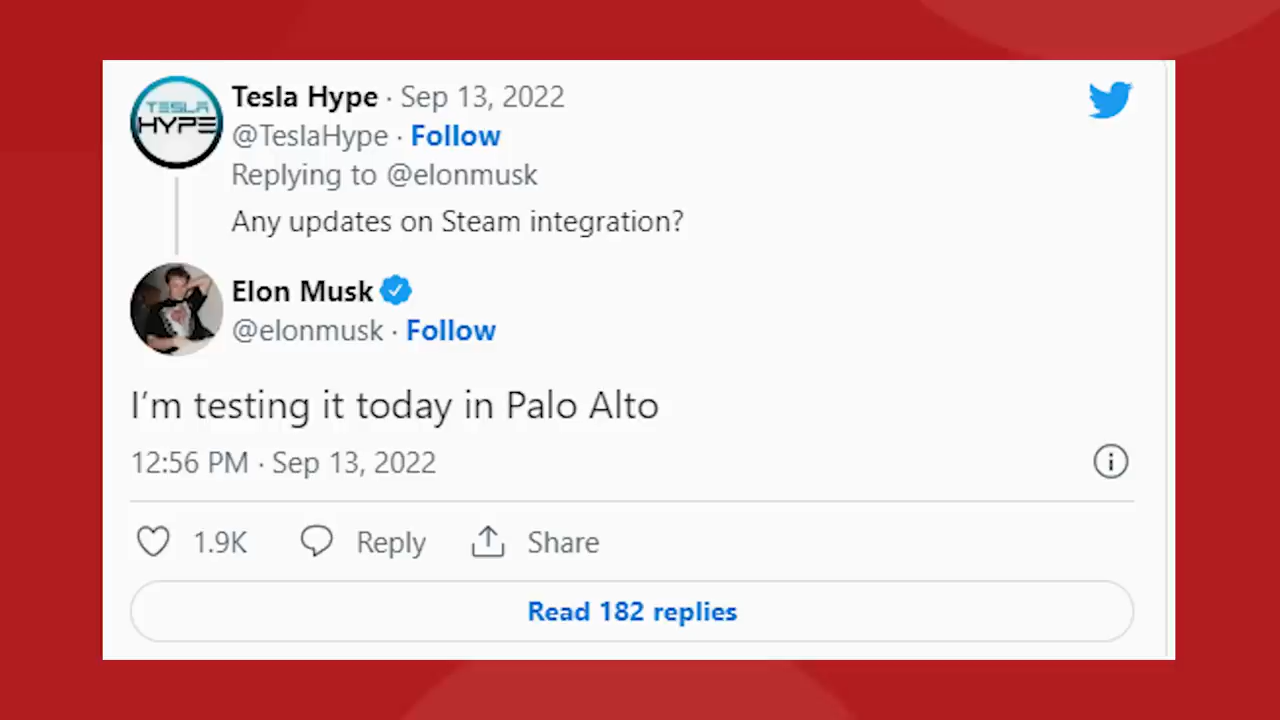 TESLA
HYPE
Tesla Hype · Sep 13, 2022
@TeslaHype · Follow
Replying to @elonmusk
Any updates on Steam integration?
Elon Musk
@elonmusk · Follow
I’m testing it today in Palo Alto
12:56 PM · Sep 13, 2022
1.9K Reply Share
Read 182 replies